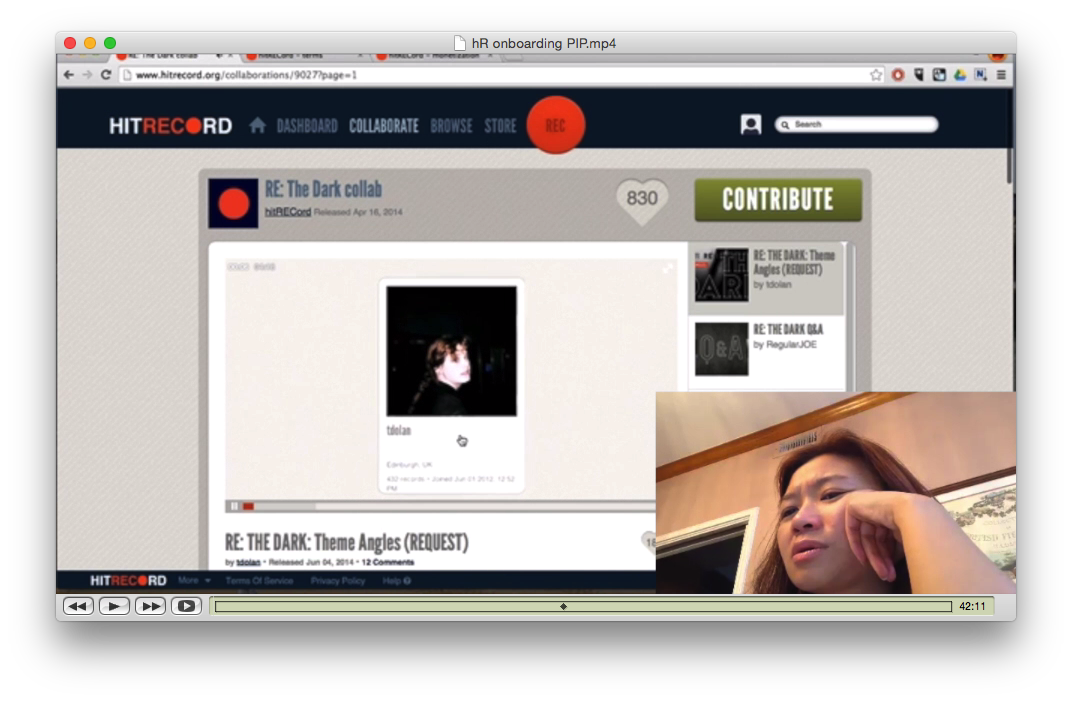 hR onboarding PIP.mp4
RE: The Dark collab
hitRECord - terms
hitRECord - monetization
www.hitrecord.org/collaborations/9027?page=1
HITRECORD
DASHBOARD
COLLABORATE
BROWSE
STORE
REC
Search
RE: The Dark collab
hitRECord Released Apr 16, 2014
830
CONTRIBUTE
RE: THE DARK: Theme
Angles (REQUEST)
by tdolan
RE: THE DARK Q&A
by RegularJOE
Q&A
tdolan
Edinburgh, UK
432 records • Joined Jun 01 2012, 12:52
PM
RE: THE DARK: Theme Angles (REQUEST)
by tdolan • Released Jun 04, 2014 • 12 Comments
HITRECORD
More
Terms Of Service
Privacy Policy
Help
42:11